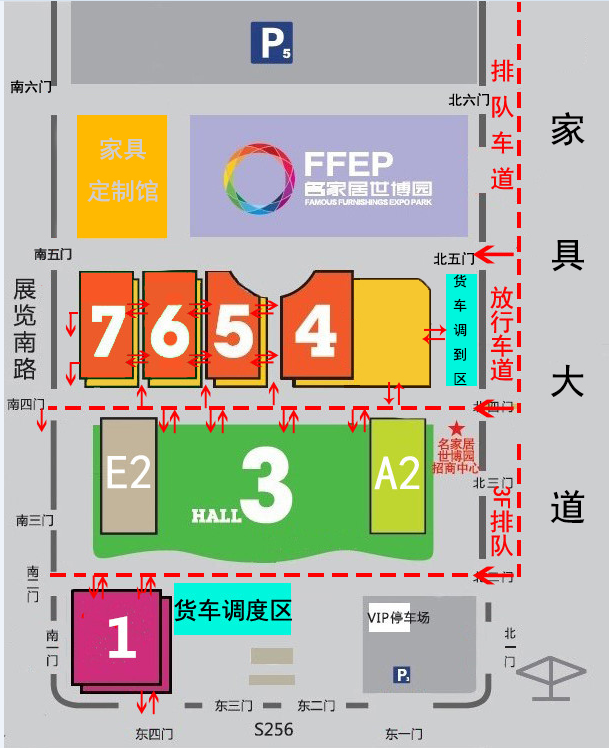 P5
南六门
北六门
排队车道
家具大道
家具
定制馆
FFEP
名家居世博园
FAMOUS FURNISHINGS EXPO PARK
南五门
北五门
展览南路
7
6
5
4
货车调到区
放行车道
南四门
北四门
E2
HALL 3
A2
名家居
世博园
招商中心
北三门
3F排队
南三门
南二门
北二门
1
货车调度区
VIP停车场
P3
南一门
北一门
东四门
东三门
S256
东二门
东一门